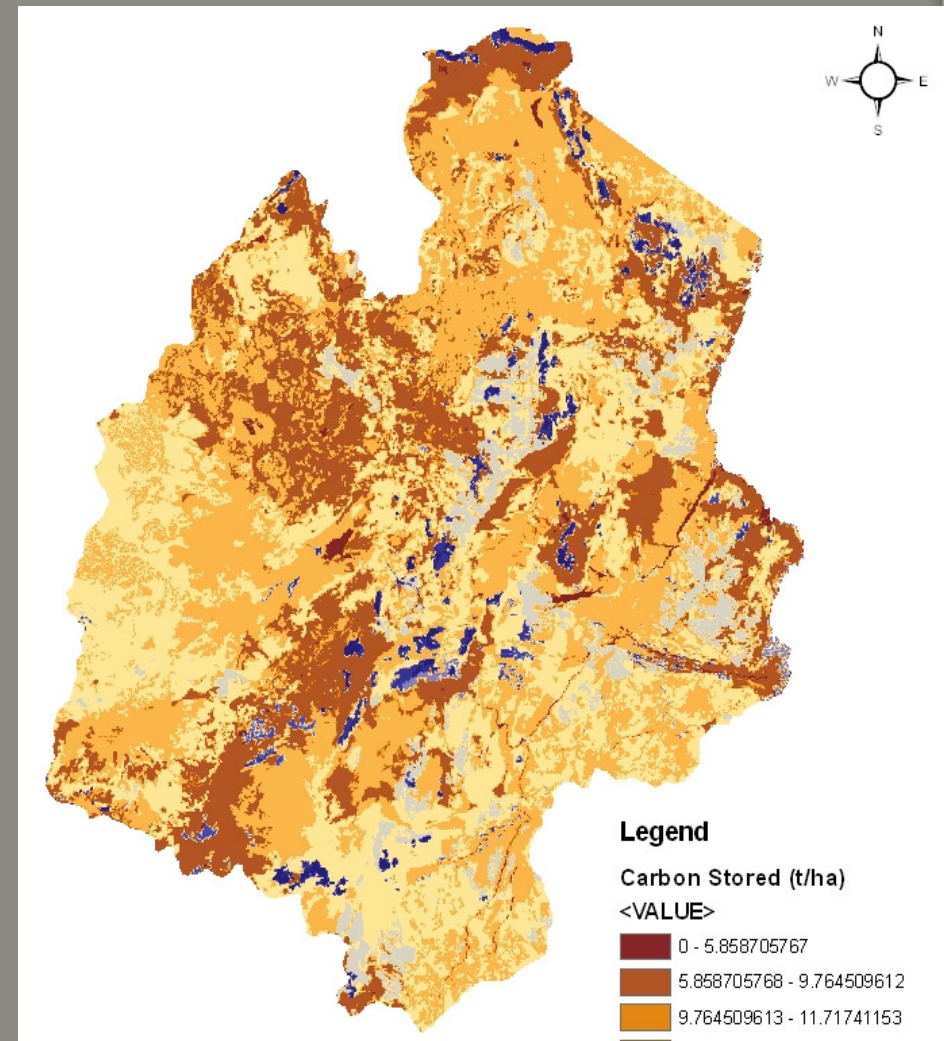 N
W E
S
Legend
Carbon Stored (t/ha)
<VALUE>
0 - 5.858705767
5.858705768 - 9.764509612
9.764509613 - 11.71741153